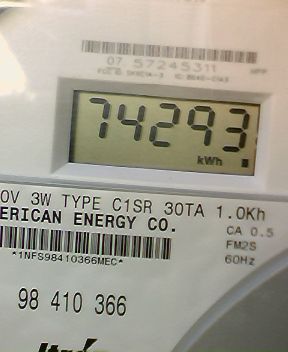 07 57245311
74293
kWh
0V 3W TYPE C1SR 30TA 1.0Kh
ERICAN ENERGY CO.
CA 0.5
FM2S
60Hz
*1NFS98410366MEC*
98 410 366
Itr